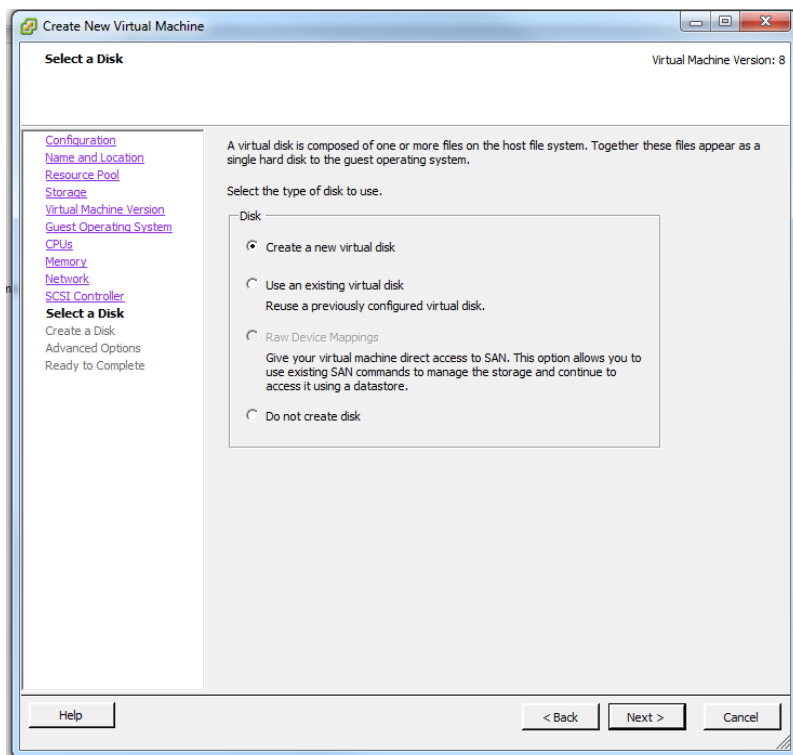 Create New Virtual Machine
Select a Disk
Virtual Machine Version: 8
Configuration
Name and Location
Resource Pool
Storage
Virtual Machine Version
Guest Operating System
CPUs
Memory
Network
SCSI Controller
Select a Disk
Create a Disk
Advanced Options
Ready to Complete
A virtual disk is composed of one or more files on the host file system. Together these files appear as a
single hard disk to the guest operating system.
Select the type of disk to use.
Disk
Create a new virtual disk
Use an existing virtual disk
Reuse a previously configured virtual disk.
Raw Device Mappings
Give your virtual machine direct access to SAN. This option allows you to
use existing SAN commands to manage the storage and continue to
access it using a datastore.
Do not create disk
Help
< Back
Next >
Cancel